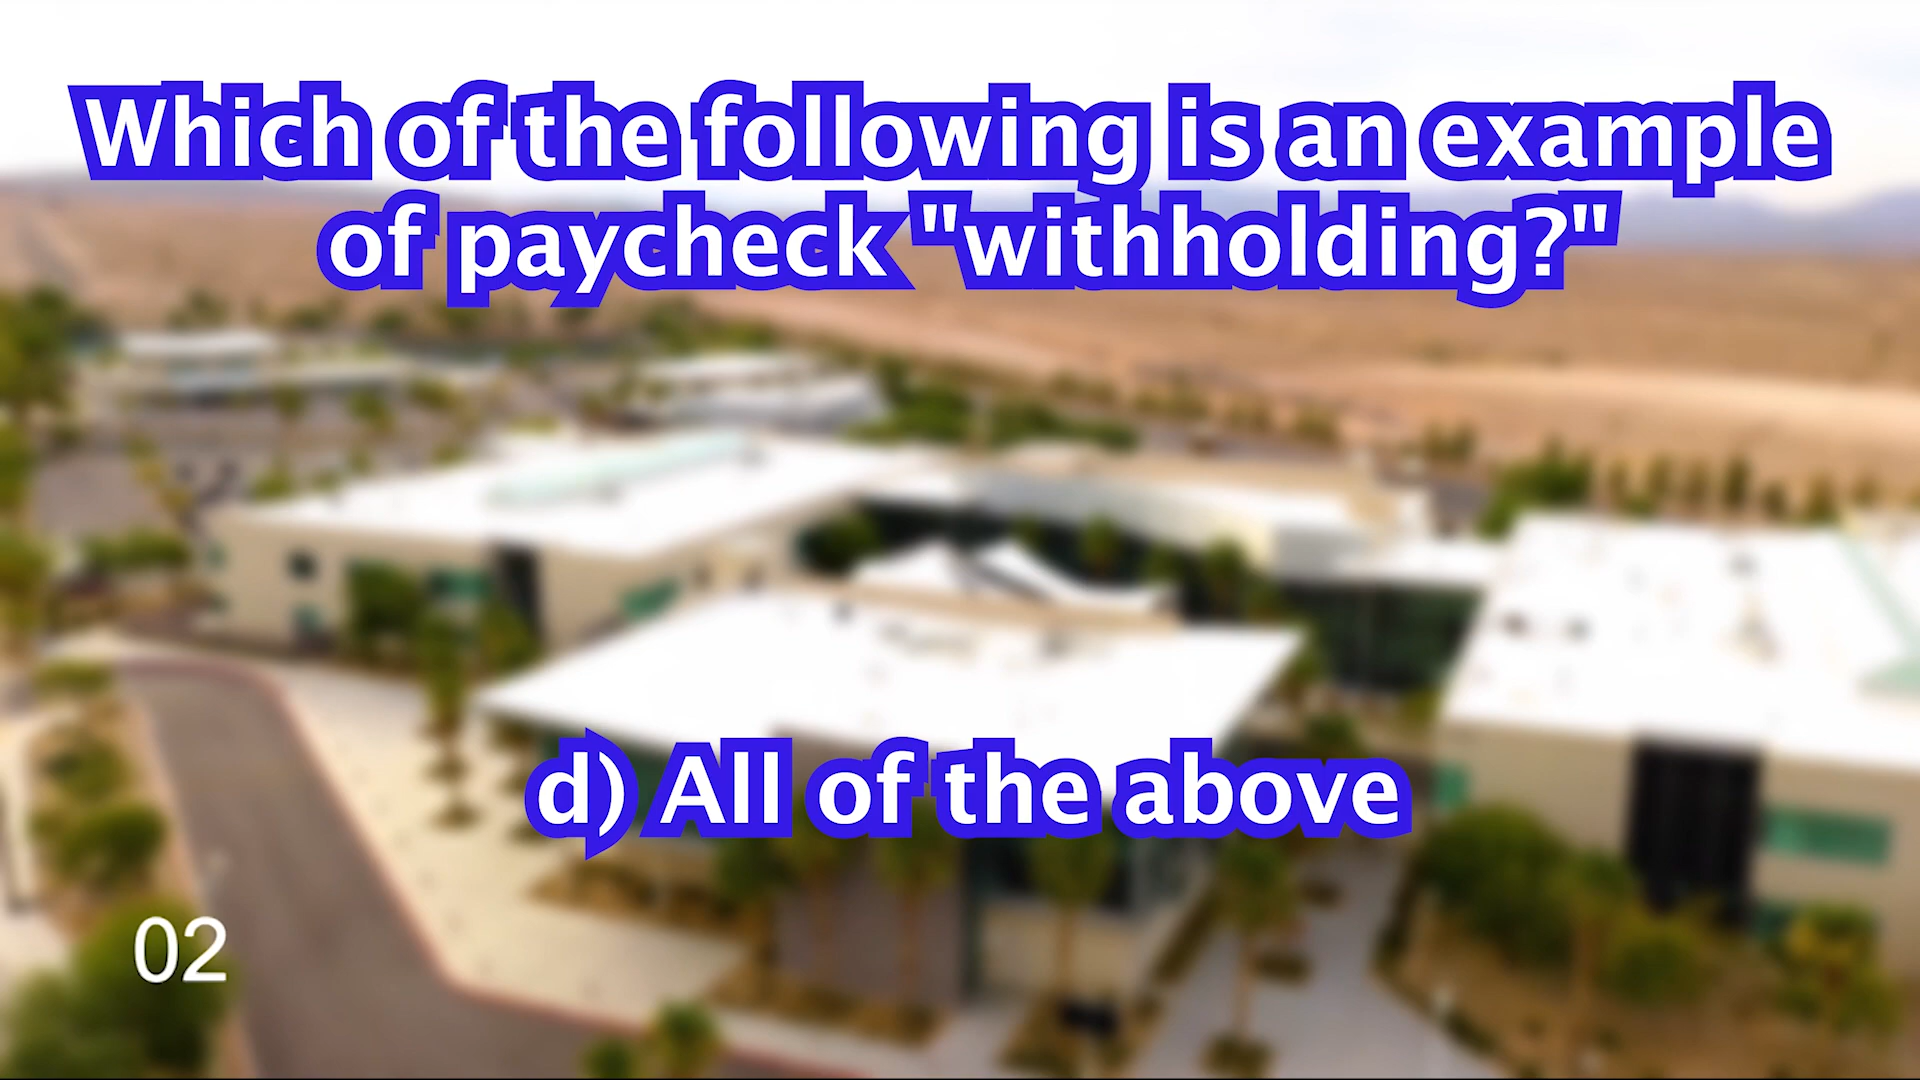 Which of the following is an example
of paycheck "withholding?"
d) All of the above
02